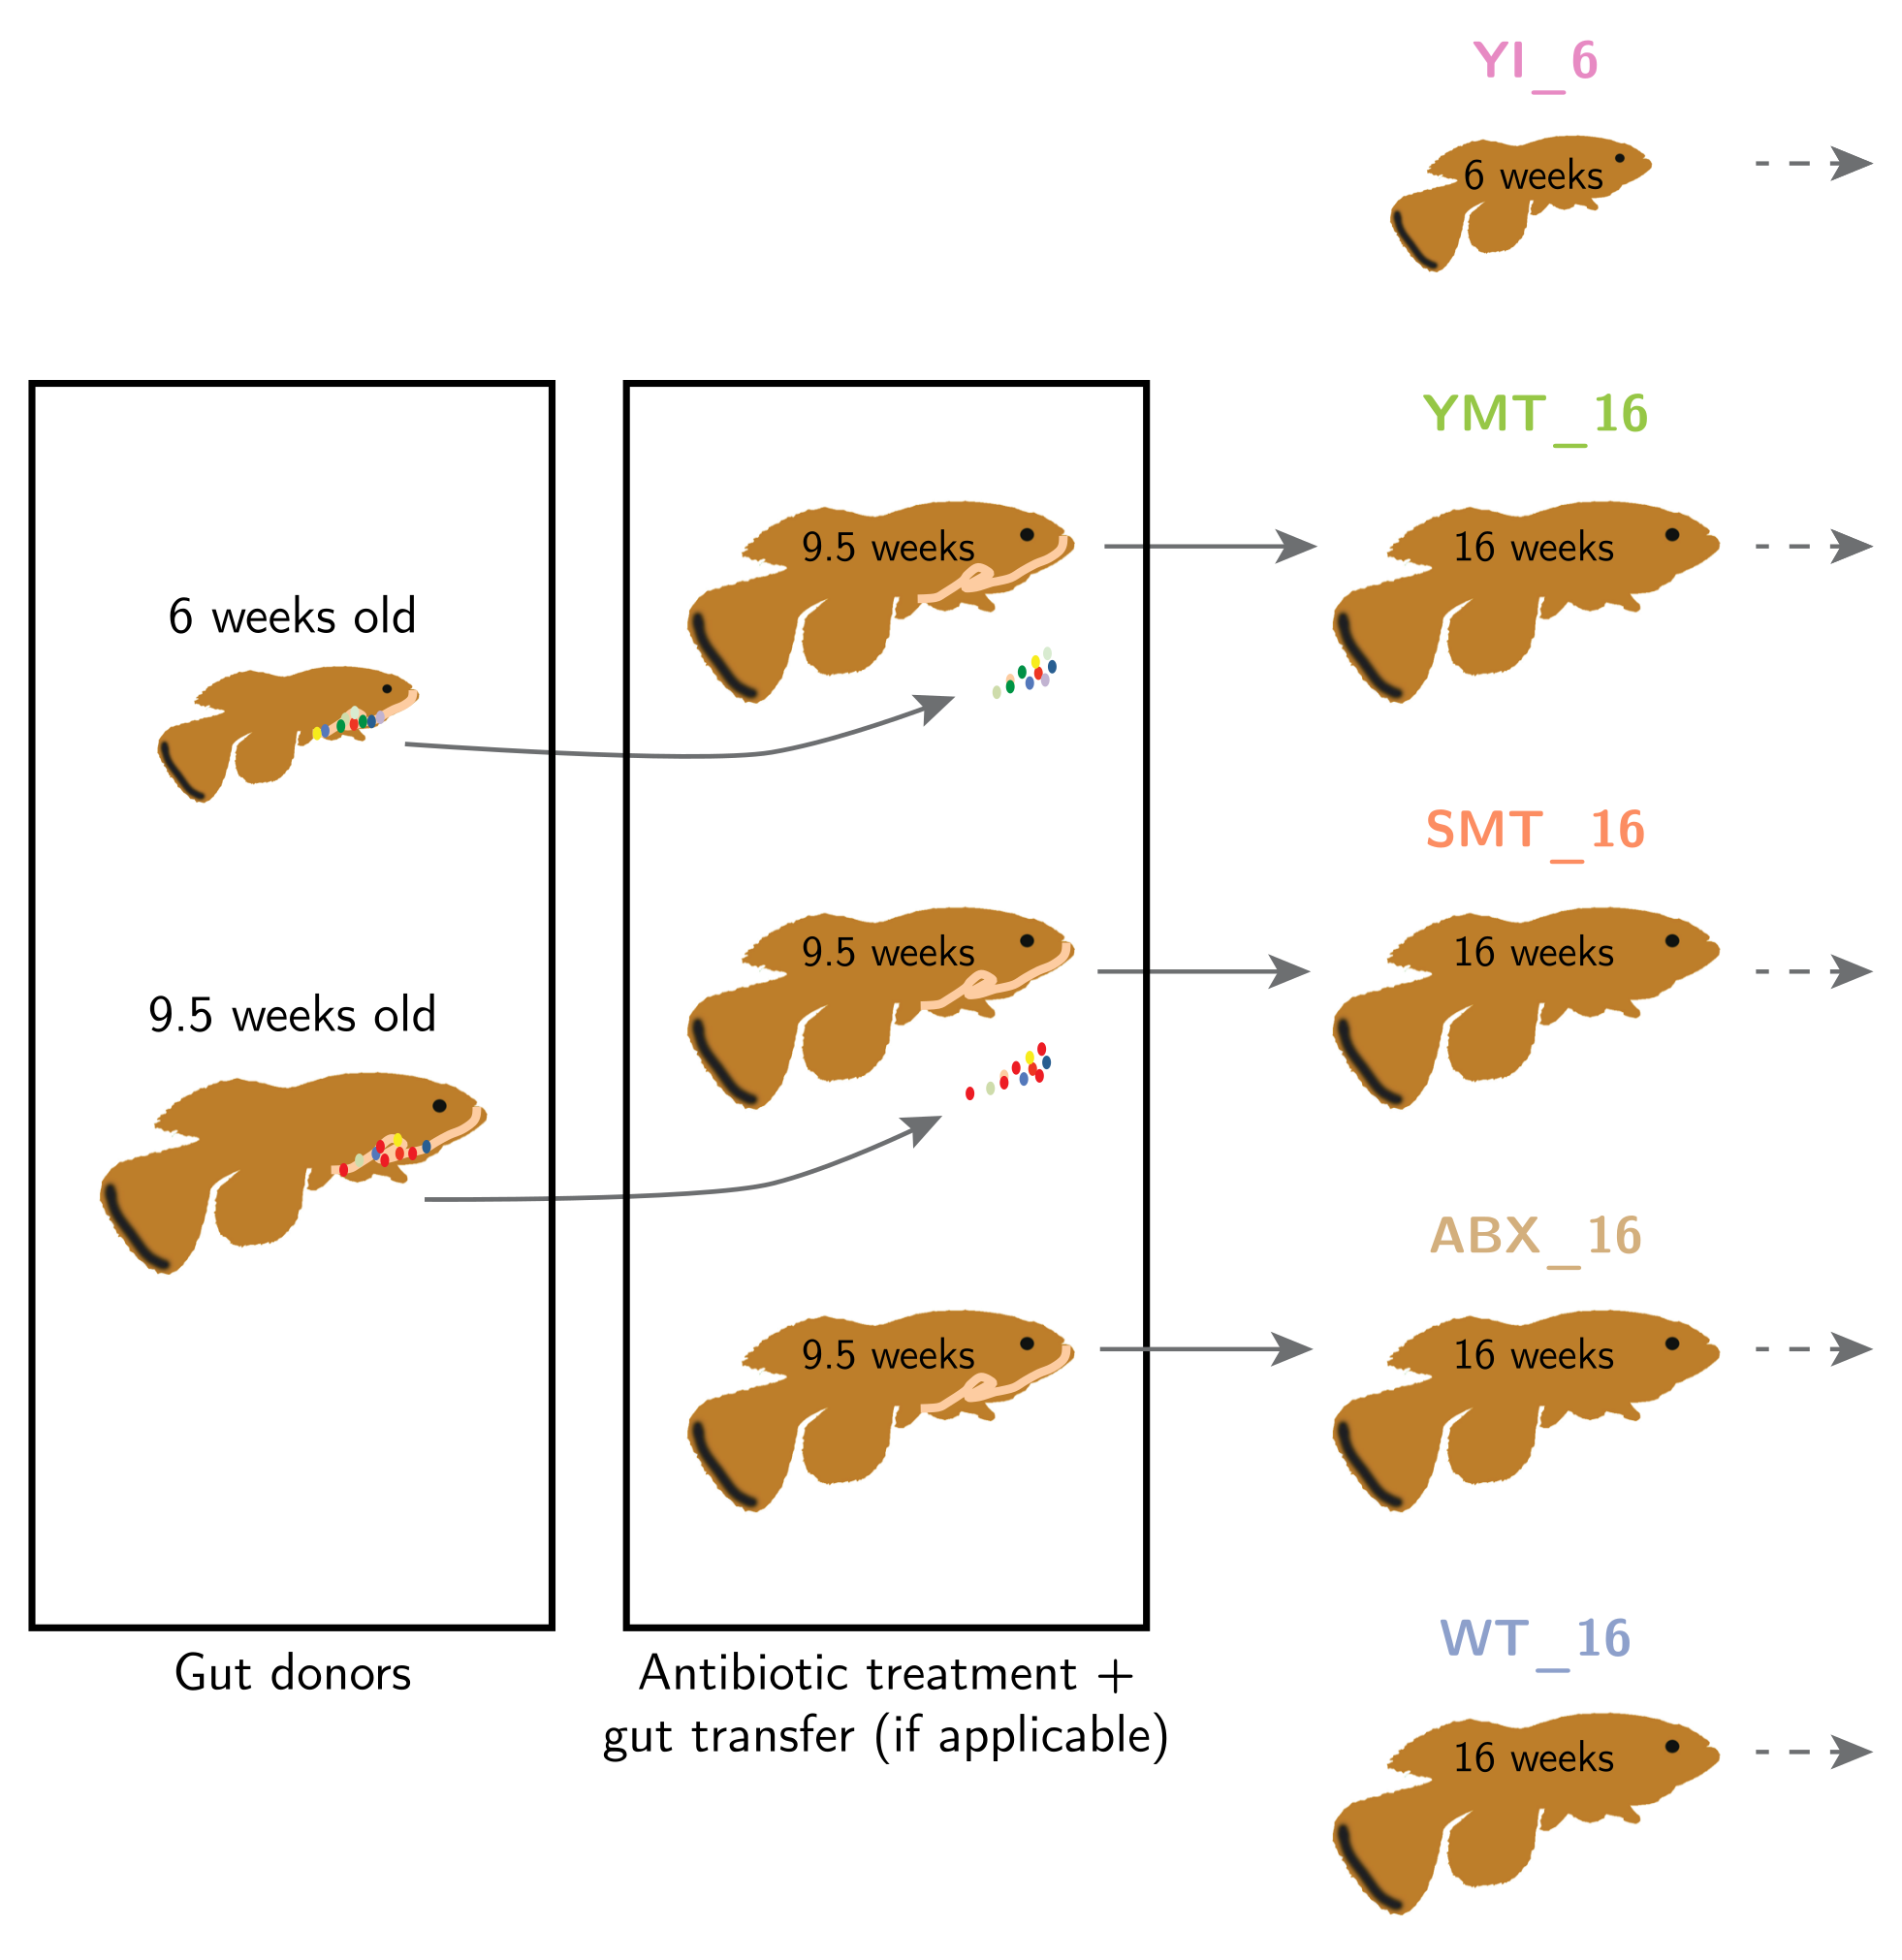 YI_6
6 weeks
YMT_16
9.5 weeks
16 weeks
6 weeks old
SMT_16
9.5 weeks
16 weeks
9.5 weeks old
ABX_16
9.5 weeks
16 weeks
WT_16
Gut donors
Antibiotic treatment +
gut transfer (if applicable)
16 weeks